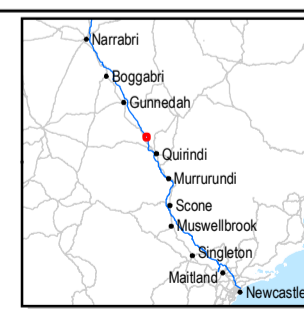 Narrabri
Boggabri
Gunnedah
Quirindi
Murrurundi
Scone
Muswellbrook
Singleton
Maitland
Newcastle